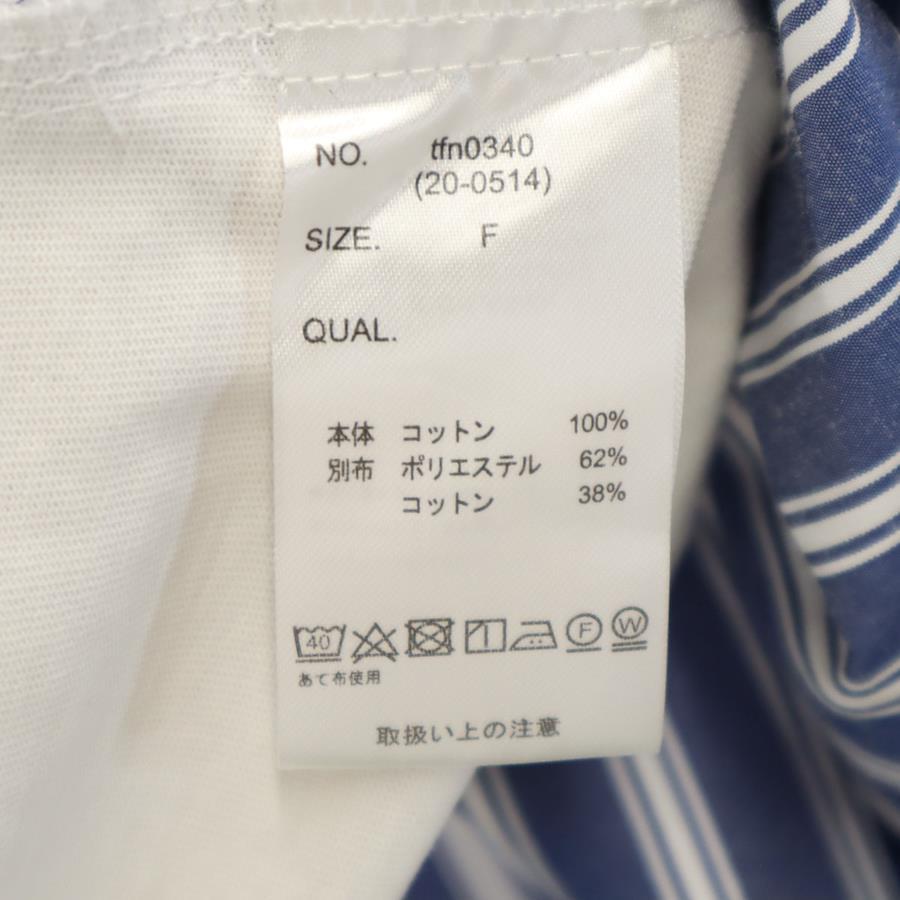 NO. tfn0340
(20-0514)
SIZE. F
QUAL.
本体 コットン 100%
別布 ポリエステル 62%
コットン 38%
40 F W
あて布使用
取扱い上の注意